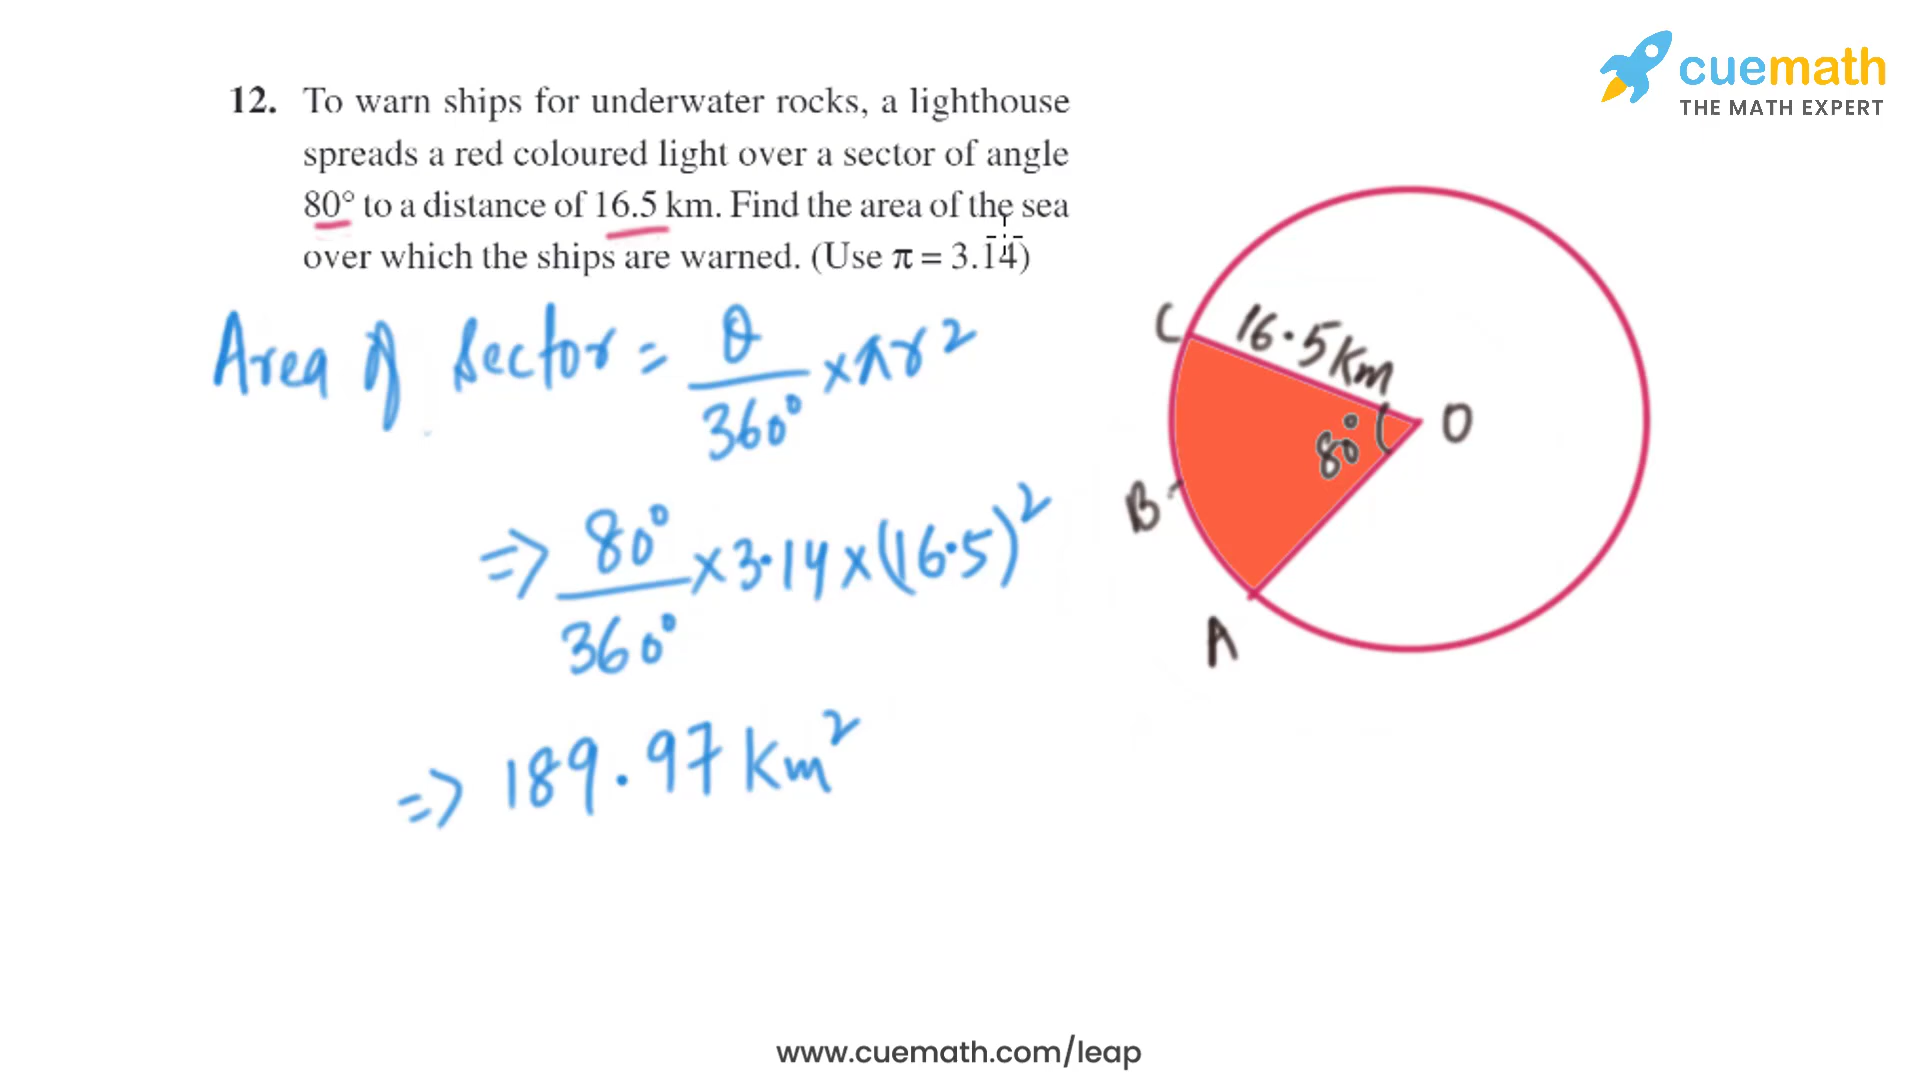 cuemath
THE MATH EXPERT
12. To warn ships for underwater rocks, a lighthouse
spreads a red coloured light over a sector of angle
80° to a distance of 16.5 km. Find the area of the sea
over which the ships are warned. (Use π = 3.14)
Area of Sector = θ/360° × πr²
⇒ 80°/360° × 3.14 × (16.5)²
⇒ 189.97 km²
C
16.5 Km
80°
O
B
A
www.cuemath.com/leap